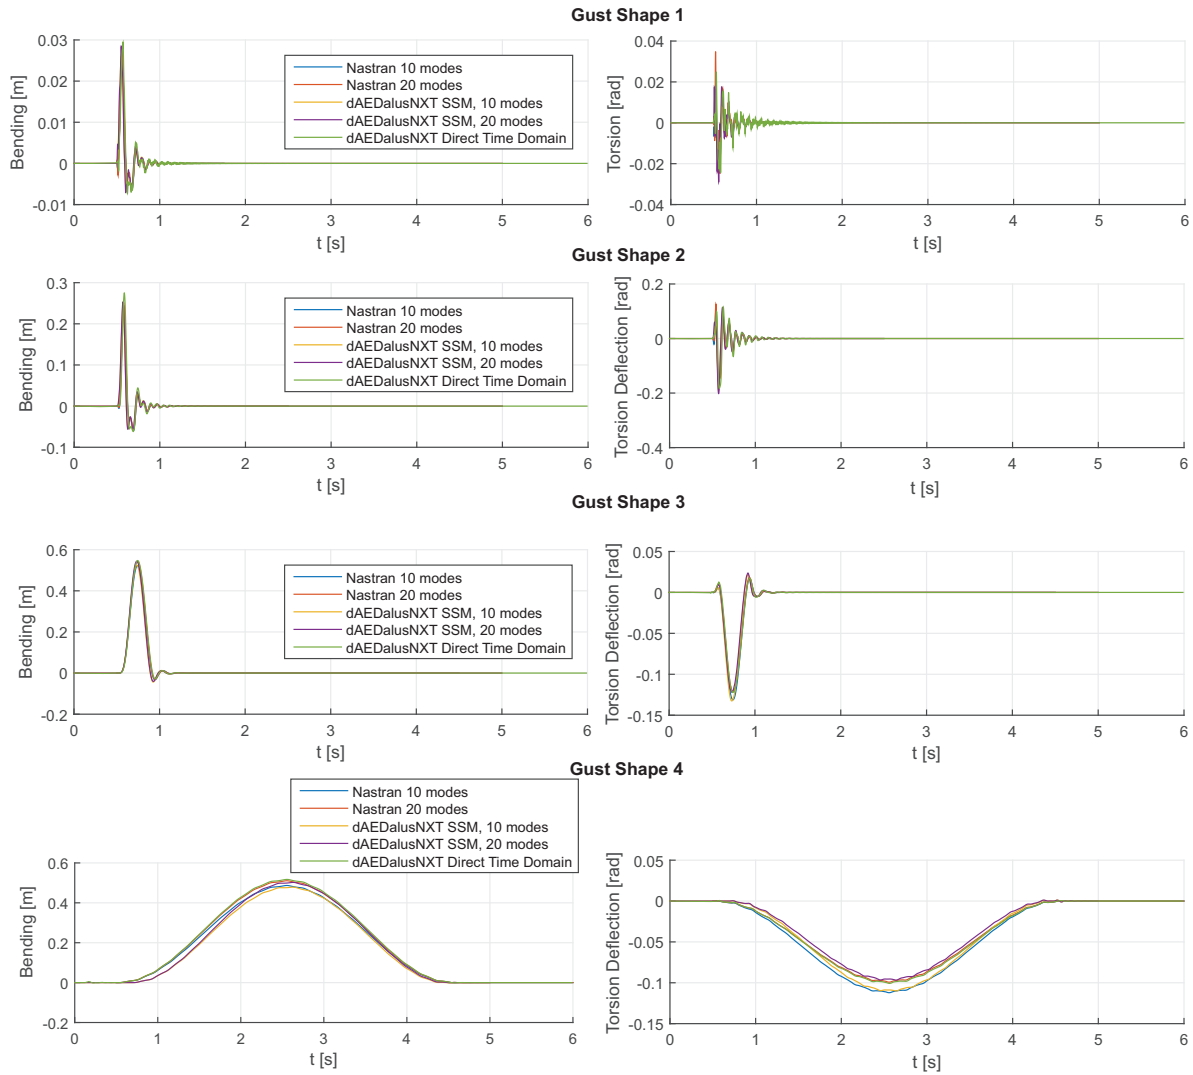 Gust Shape 1
0.03
0.02
0.01
0
-0.01
Bending [m]
0 1 2 3 4 5 6
t [s]
Nastran 10 modes
Nastran 20 modes
dAEDalusNXT SSM, 10 modes
dAEDalusNXT SSM, 20 modes
dAEDalusNXT Direct Time Domain
0.04
0.02
0
-0.02
-0.04
Torsion [rad]
0 1 2 3 4 5 6
t [s]
Gust Shape 2
0.3
0.2
0.1
0
-0.1
Bending [m]
0 1 2 3 4 5 6
t [s]
Nastran 10 modes
Nastran 20 modes
dAEDalusNXT SSM, 10 modes
dAEDalusNXT SSM, 20 modes
dAEDalusNXT Direct Time Domain
0.2
0
-0.2
-0.4
Torsion Deflection [rad]
0 1 2 3 4 5 6
t [s]
Gust Shape 3
0.6
0.4
0.2
0
-0.2
Bending [m]
0 1 2 3 4 5 6
t [s]
Nastran 10 modes
Nastran 20 modes
dAEDalusNXT SSM, 10 modes
dAEDalusNXT SSM, 20 modes
dAEDalusNXT Direct Time Domain
0.05
0
-0.05
-0.1
-0.15
Torsion Deflection [rad]
0 1 2 3 4 5 6
t [s]
Gust Shape 4
Nastran 10 modes
Nastran 20 modes
dAEDalusNXT SSM, 10 modes
dAEDalusNXT SSM, 20 modes
dAEDalusNXT Direct Time Domain
0.6
0.4
0.2
0
-0.2
Bending [m]
0 1 2 3 4 5 6
t [s]
0.05
0
-0.05
-0.1
-0.15
Torsion Deflection [rad]
0 1 2 3 4 5 6
t [s]